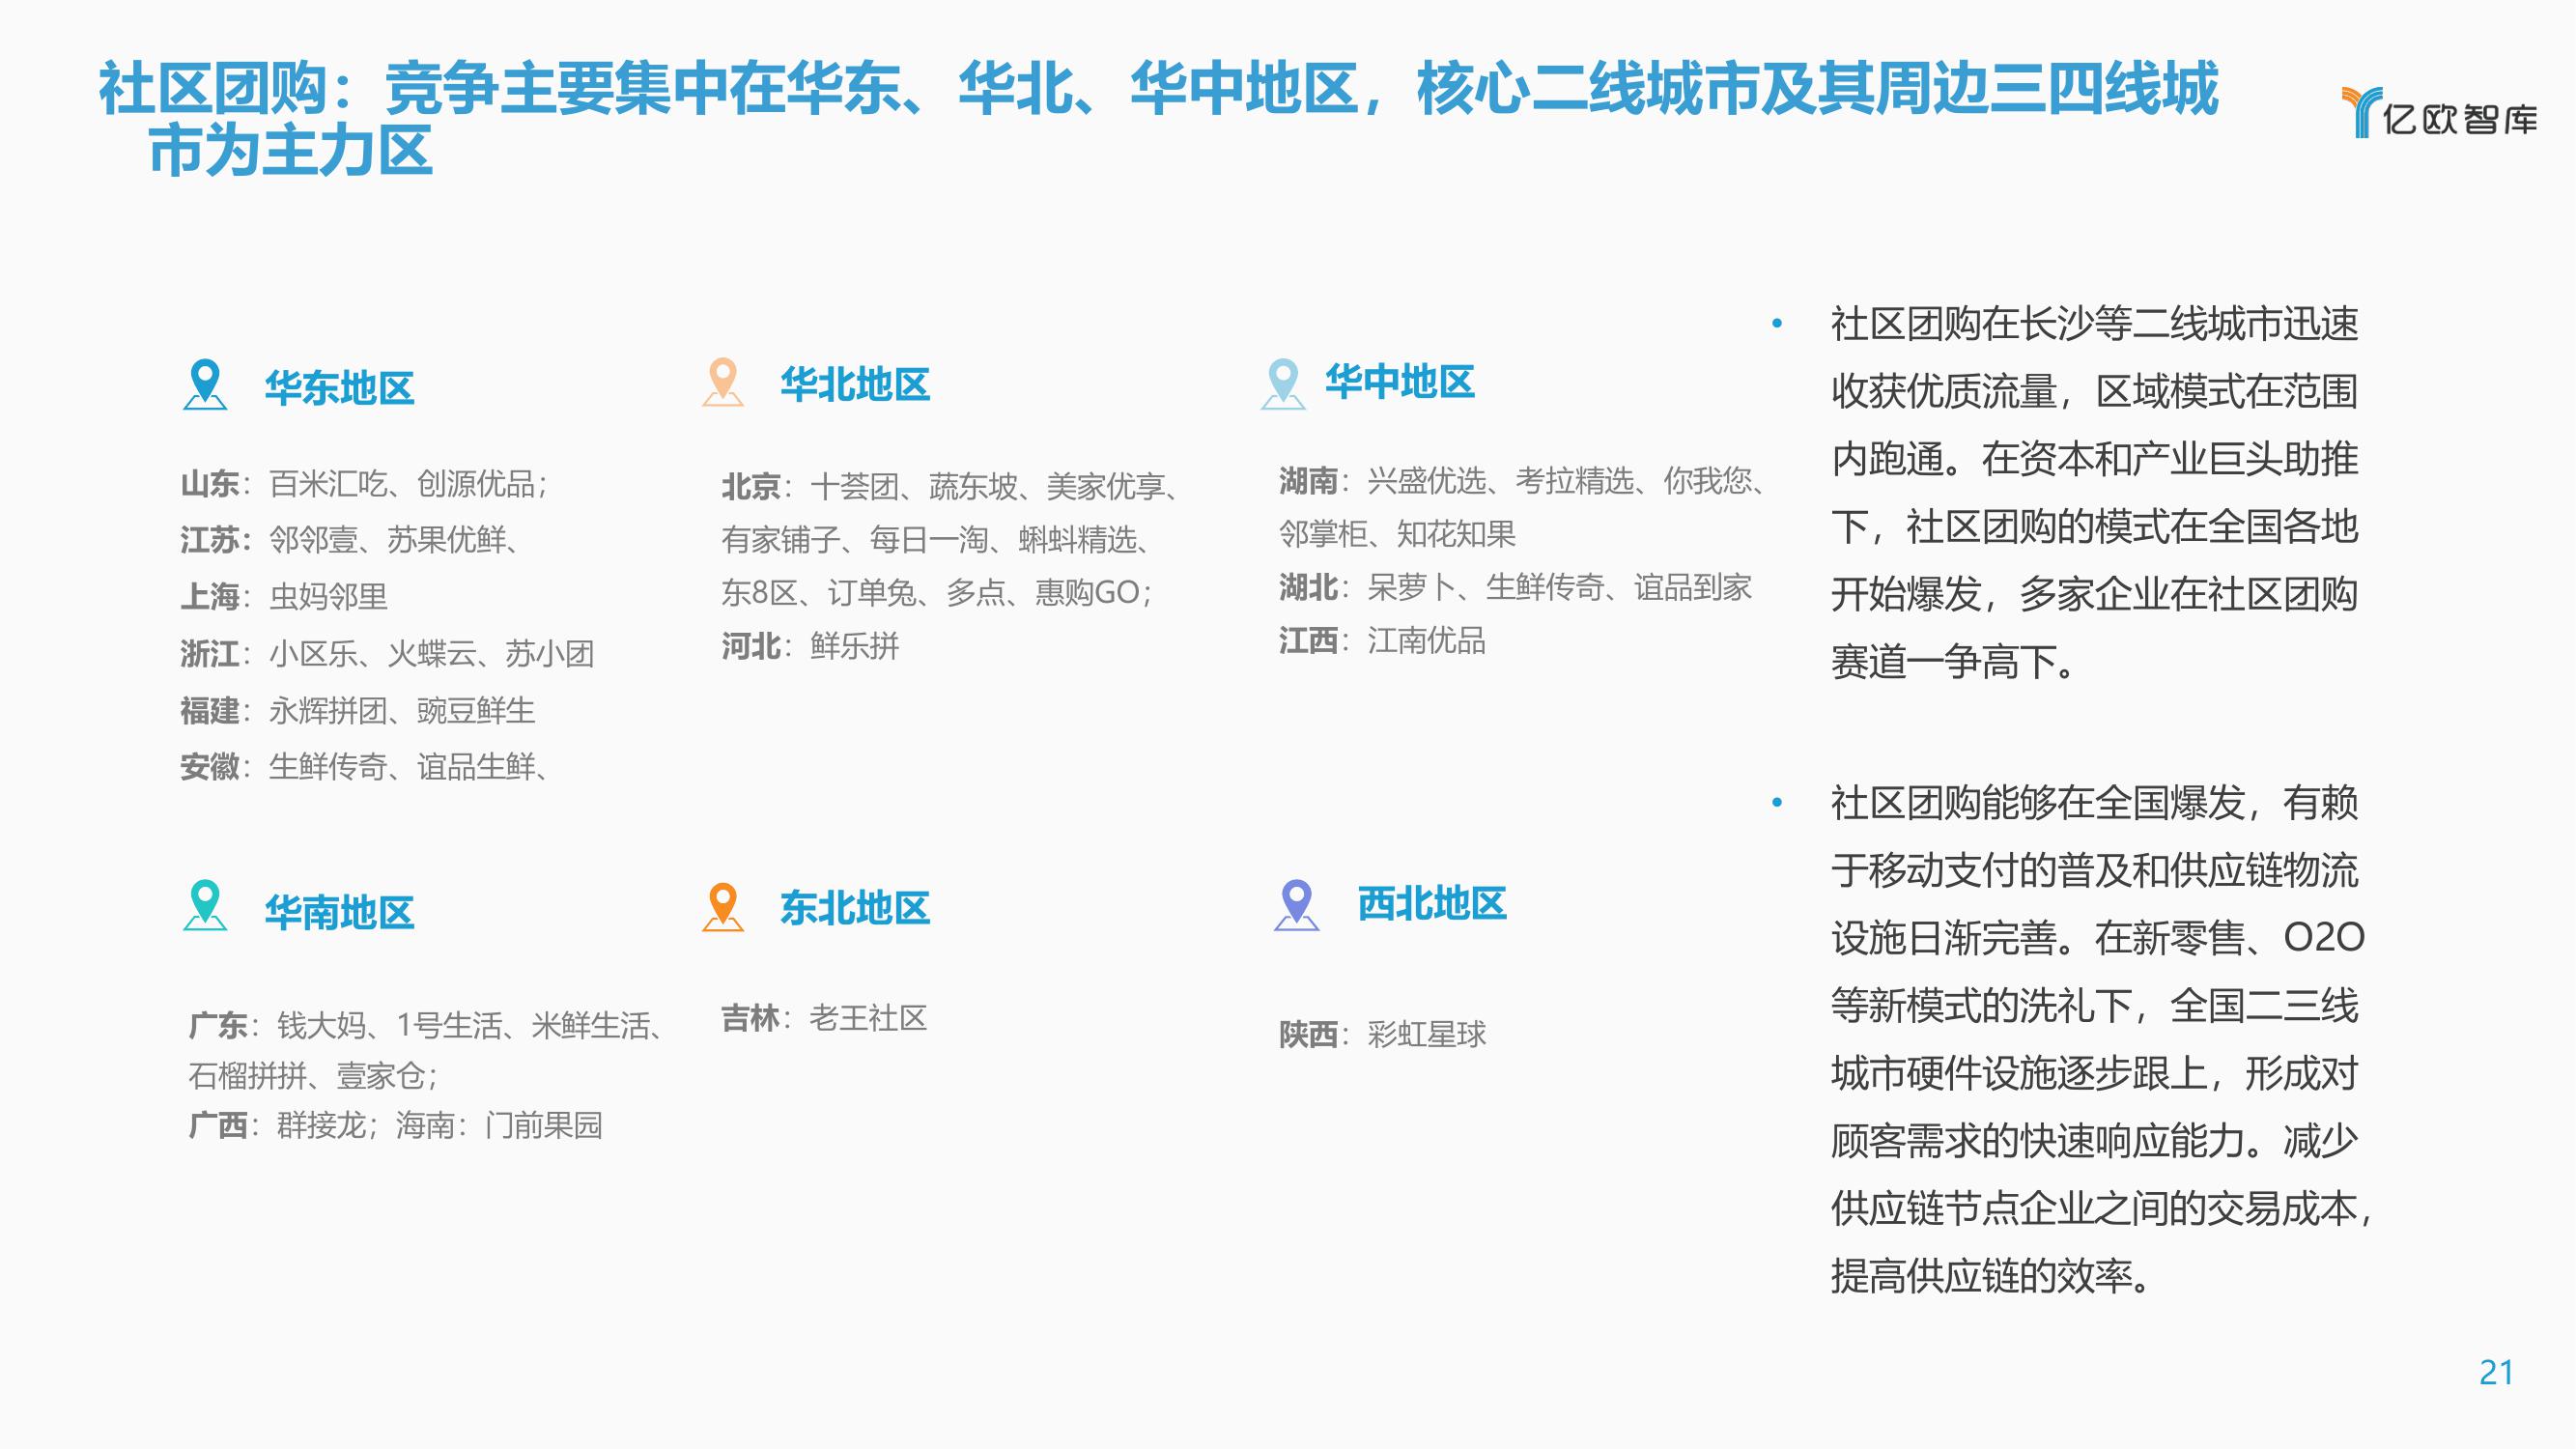 社区团购：竞争主要集中在华东、华北、华中地区，核心二线城市及其周边三四线城
市为主力区
亿欧智库
华东地区
山东：百米汇吃、创源优品；
江苏：邻邻壹、苏果优鲜、
上海：虫妈邻里
浙江：小区乐、火蝶云、苏小团
福建：永辉拼团、豌豆鲜生
安徽：生鲜传奇、谊品生鲜、
华北地区
北京：十荟团、蔬东坡、美家优享、
有家铺子、每日一淘、蝌蚪精选、
东8区、订单兔、多点、惠购GO；
河北：鲜乐拼
华中地区
湖南：兴盛优选、考拉精选、你我您、
邻掌柜、知花知果
湖北：呆萝卜、生鲜传奇、谊品到家
江西：江南优品
华南地区
广东：钱大妈、1号生活、米鲜生活、
石榴拼拼、壹家仓；
广西：群接龙；海南：门前果园
东北地区
吉林：老王社区
西北地区
陕西：彩虹星球
• 社区团购在长沙等二线城市迅速
收获优质流量，区域模式在范围
内跑通。在资本和产业巨头助推
下，社区团购的模式在全国各地
开始爆发，多家企业在社区团购
赛道一争高下。
• 社区团购能够在全国爆发，有赖
于移动支付的普及和供应链物流
设施日渐完善。在新零售、O2O
等新模式的洗礼下，全国二三线
城市硬件设施逐步跟上，形成对
顾客需求的快速响应能力。减少
供应链节点企业之间的交易成本，
提高供应链的效率。
21